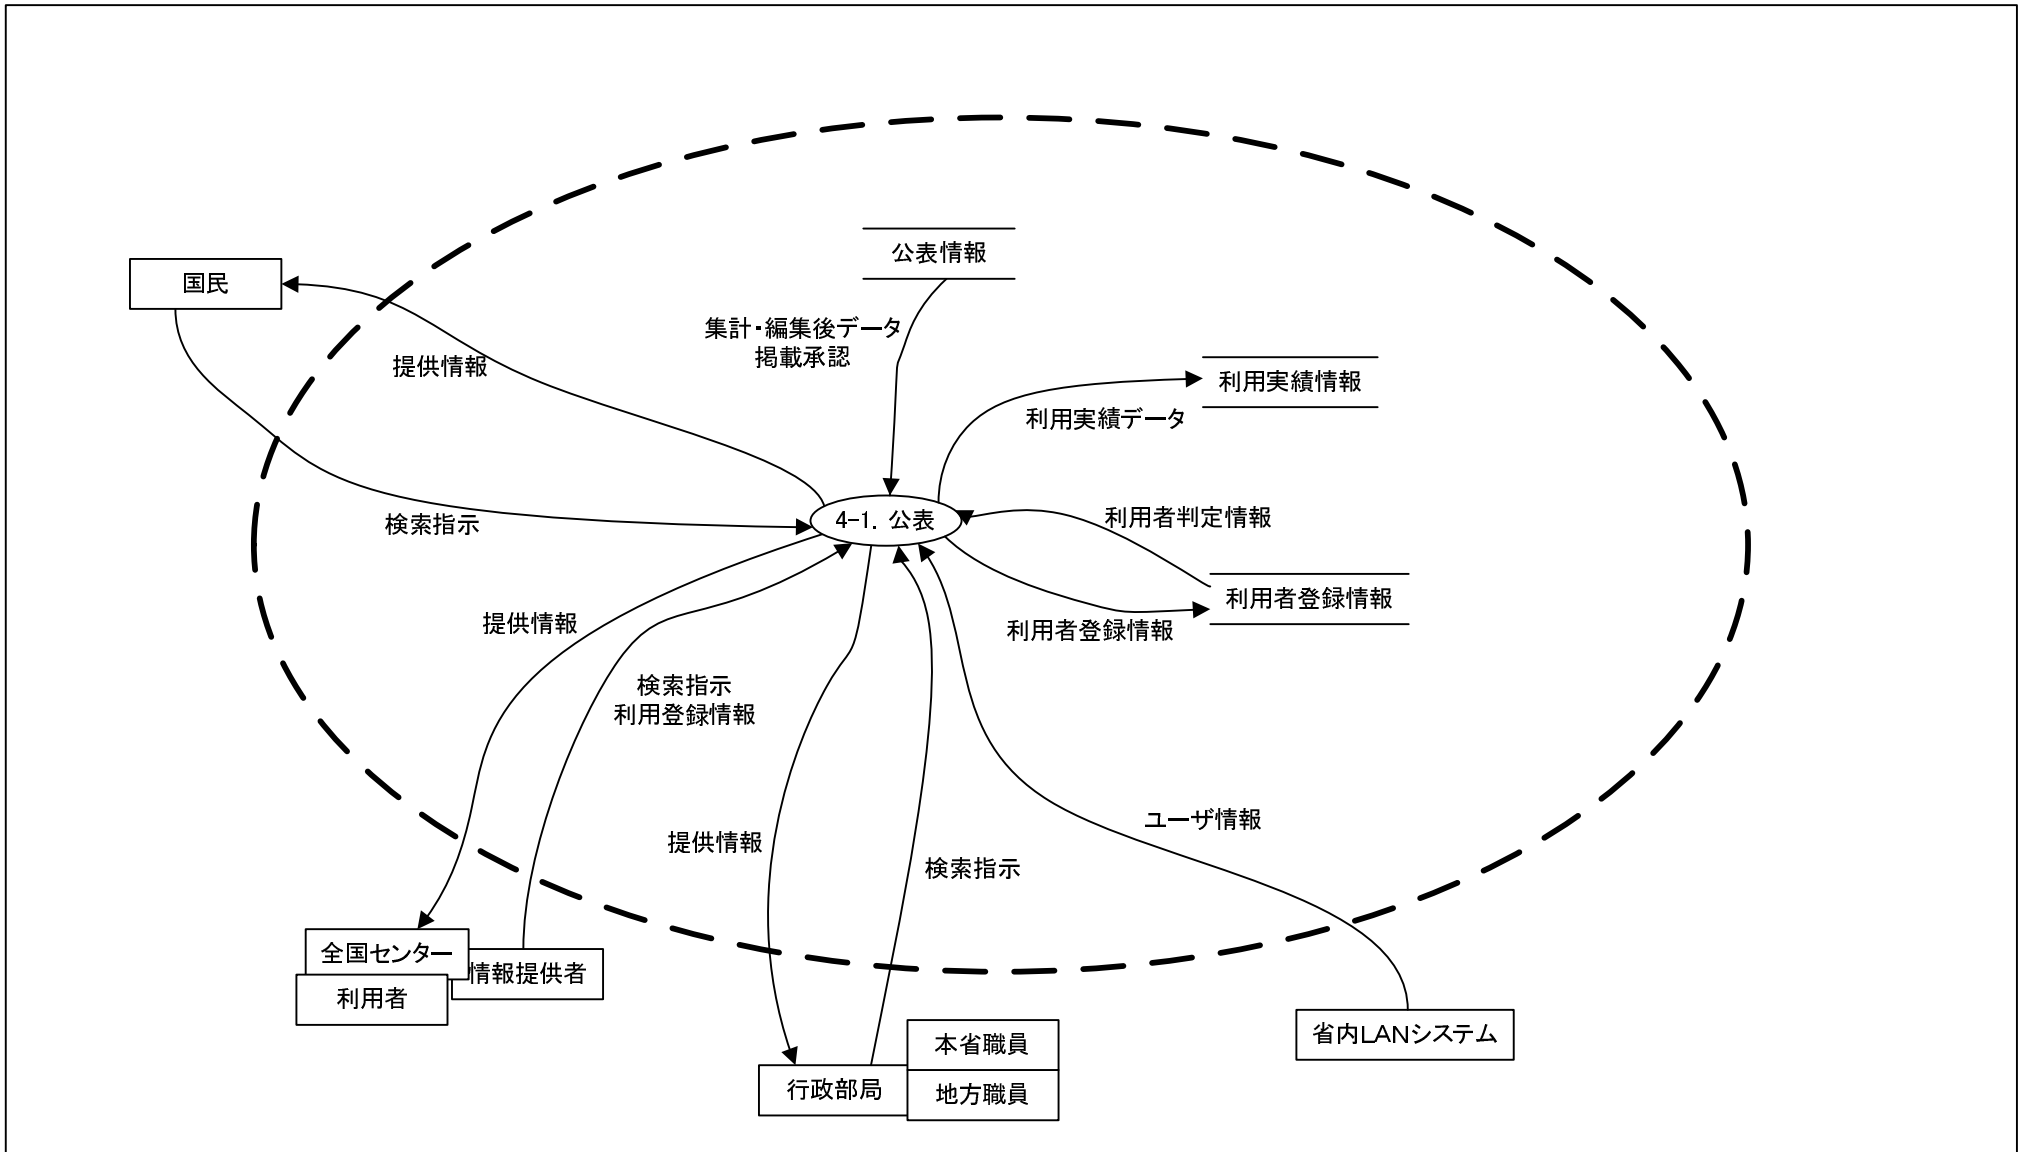 公表情報
国民
集計・編集後データ
掲載承認
提供情報
利用実績情報
利用実績データ
検索指示
4-1. 公表
利用者判定情報
利用者登録情報
利用者登録情報
提供情報
検索指示
利用登録情報
ユーザ情報
提供情報
検索指示
全国センター
情報提供者
利用者
省内LANシステム
本省職員
行政部局
地方職員